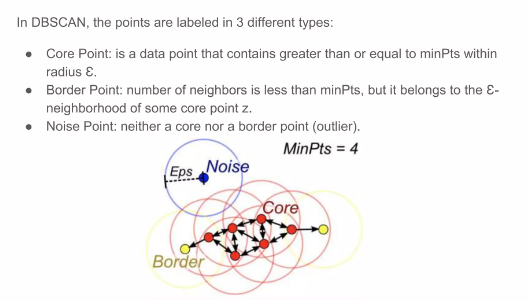 In DBSCAN, the points are labeled in 3 different types:
● Core Point: is a data point that contains greater than or equal to minPts within
radius Ɛ.
● Border Point: number of neighbors is less than minPts, but it belongs to the Ɛ-
neighborhood of some core point z.
● Noise Point: neither a core nor a border point (outlier).
MinPts = 4
Eps Noise
Core
Border